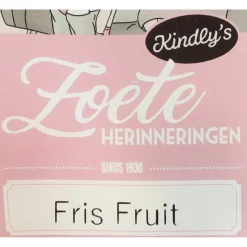 Kindly's
Zoete
HERINNERINGEN
SINDS 1930
Fris Fruit